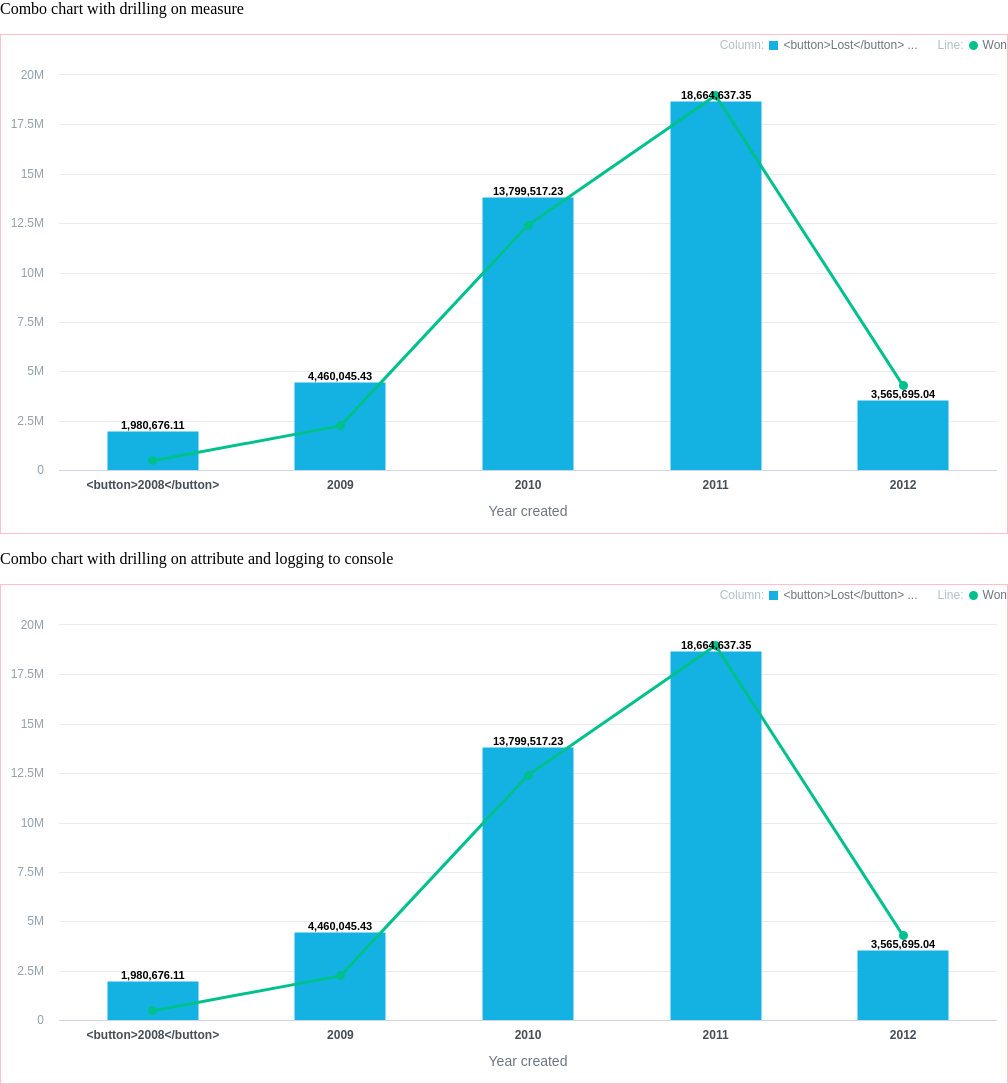 Combo chart with drilling on measure
Column: <button>Lost</button> ... Line: Won
20M
17.5M
15M
12.5M
10M
7.5M
5M
2.5M
0
18,664,637.35
13,799,517.23
4,460,045.43
3,565,695.04
1,980,676.11
<button>2008</button> 2009 2010 2011 2012
Year created
Combo chart with drilling on attribute and logging to console
Column: <button>Lost</button> ... Line: Won
20M
17.5M
15M
12.5M
10M
7.5M
5M
2.5M
0
18,664,637.35
13,799,517.23
4,460,045.43
3,565,695.04
1,980,676.11
<button>2008</button> 2009 2010 2011 2012
Year created